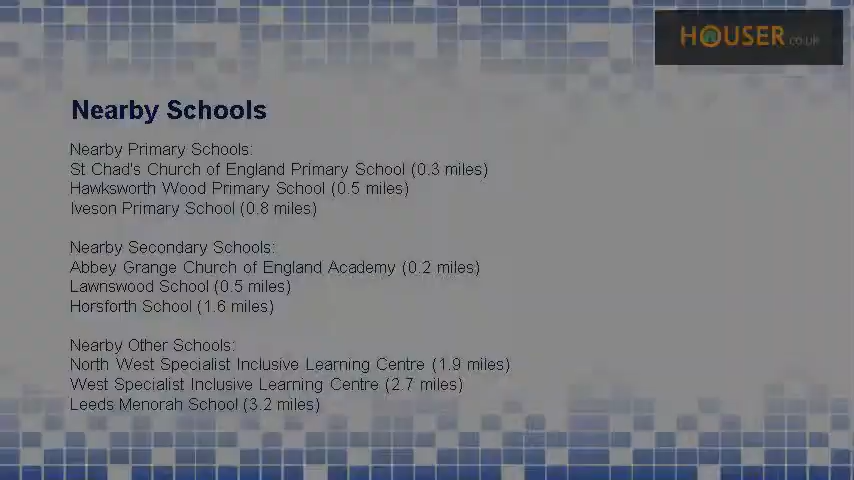 HOUSER.co.uk
Nearby Schools
Nearby Primary Schools:
St Chad's Church of England Primary School (0.3 miles)
Hawksworth Wood Primary School (0.5 miles)
Iveson Primary School (0.8 miles)
Nearby Secondary Schools:
Abbey Grange Church of England Academy (0.2 miles)
Lawnswood School (0.5 miles)
Horsforth School (1.6 miles)
Nearby Other Schools:
North West Specialist Inclusive Learning Centre (1.9 miles)
West Specialist Inclusive Learning Centre (2.7 miles)
Leeds Menorah School (3.2 miles)